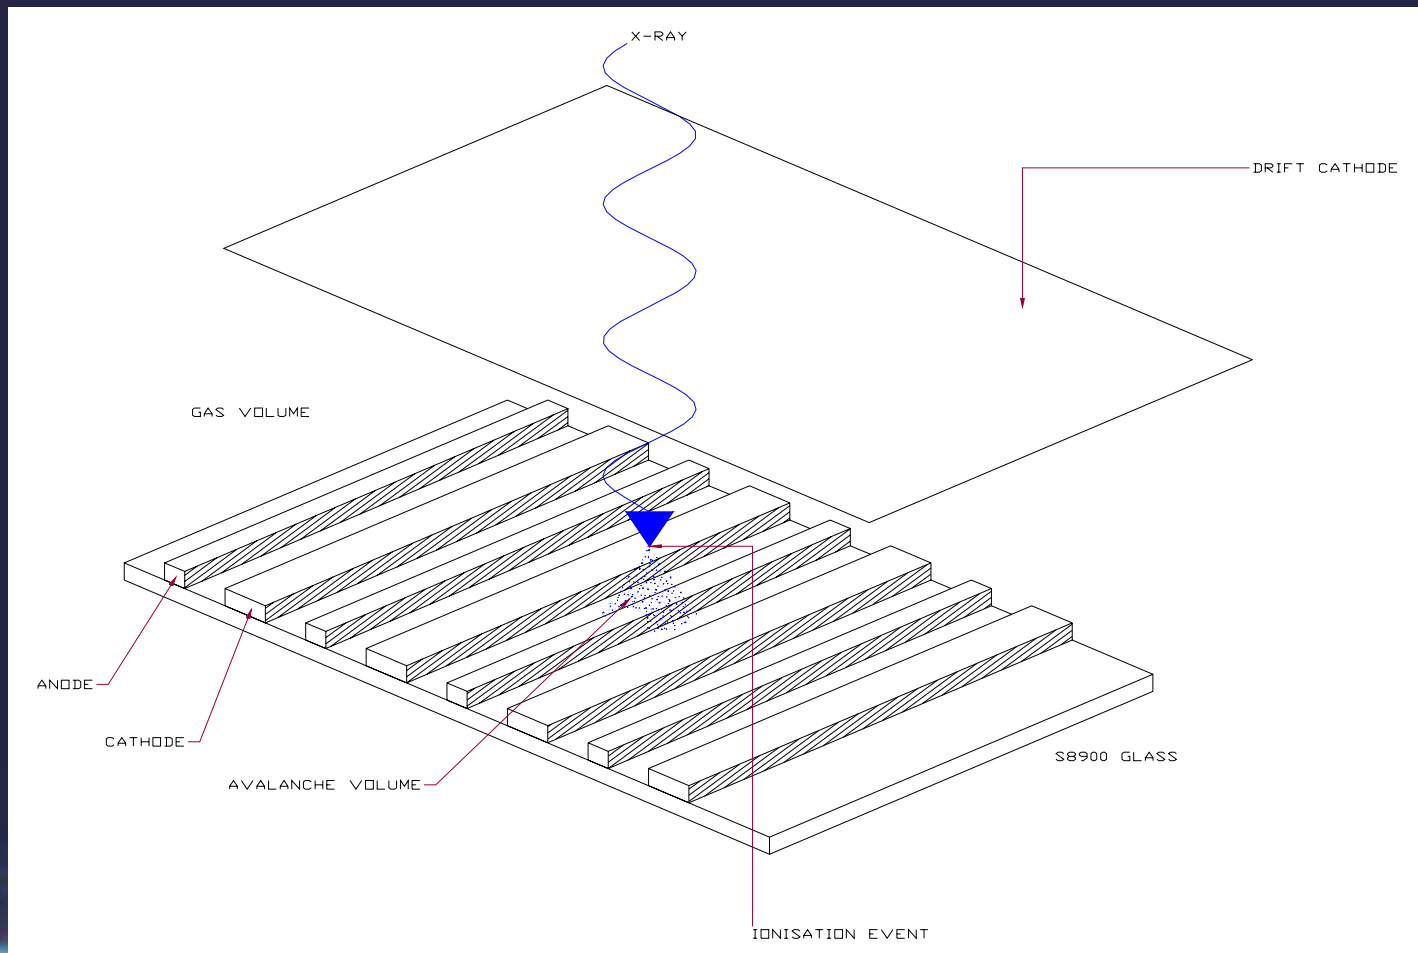 X-RAY
DRIFT CATHODE
GAS VOLUME
ANODE
CATHODE
S8900 GLASS
AVALANCHE VOLUME
IONISATION EVENT